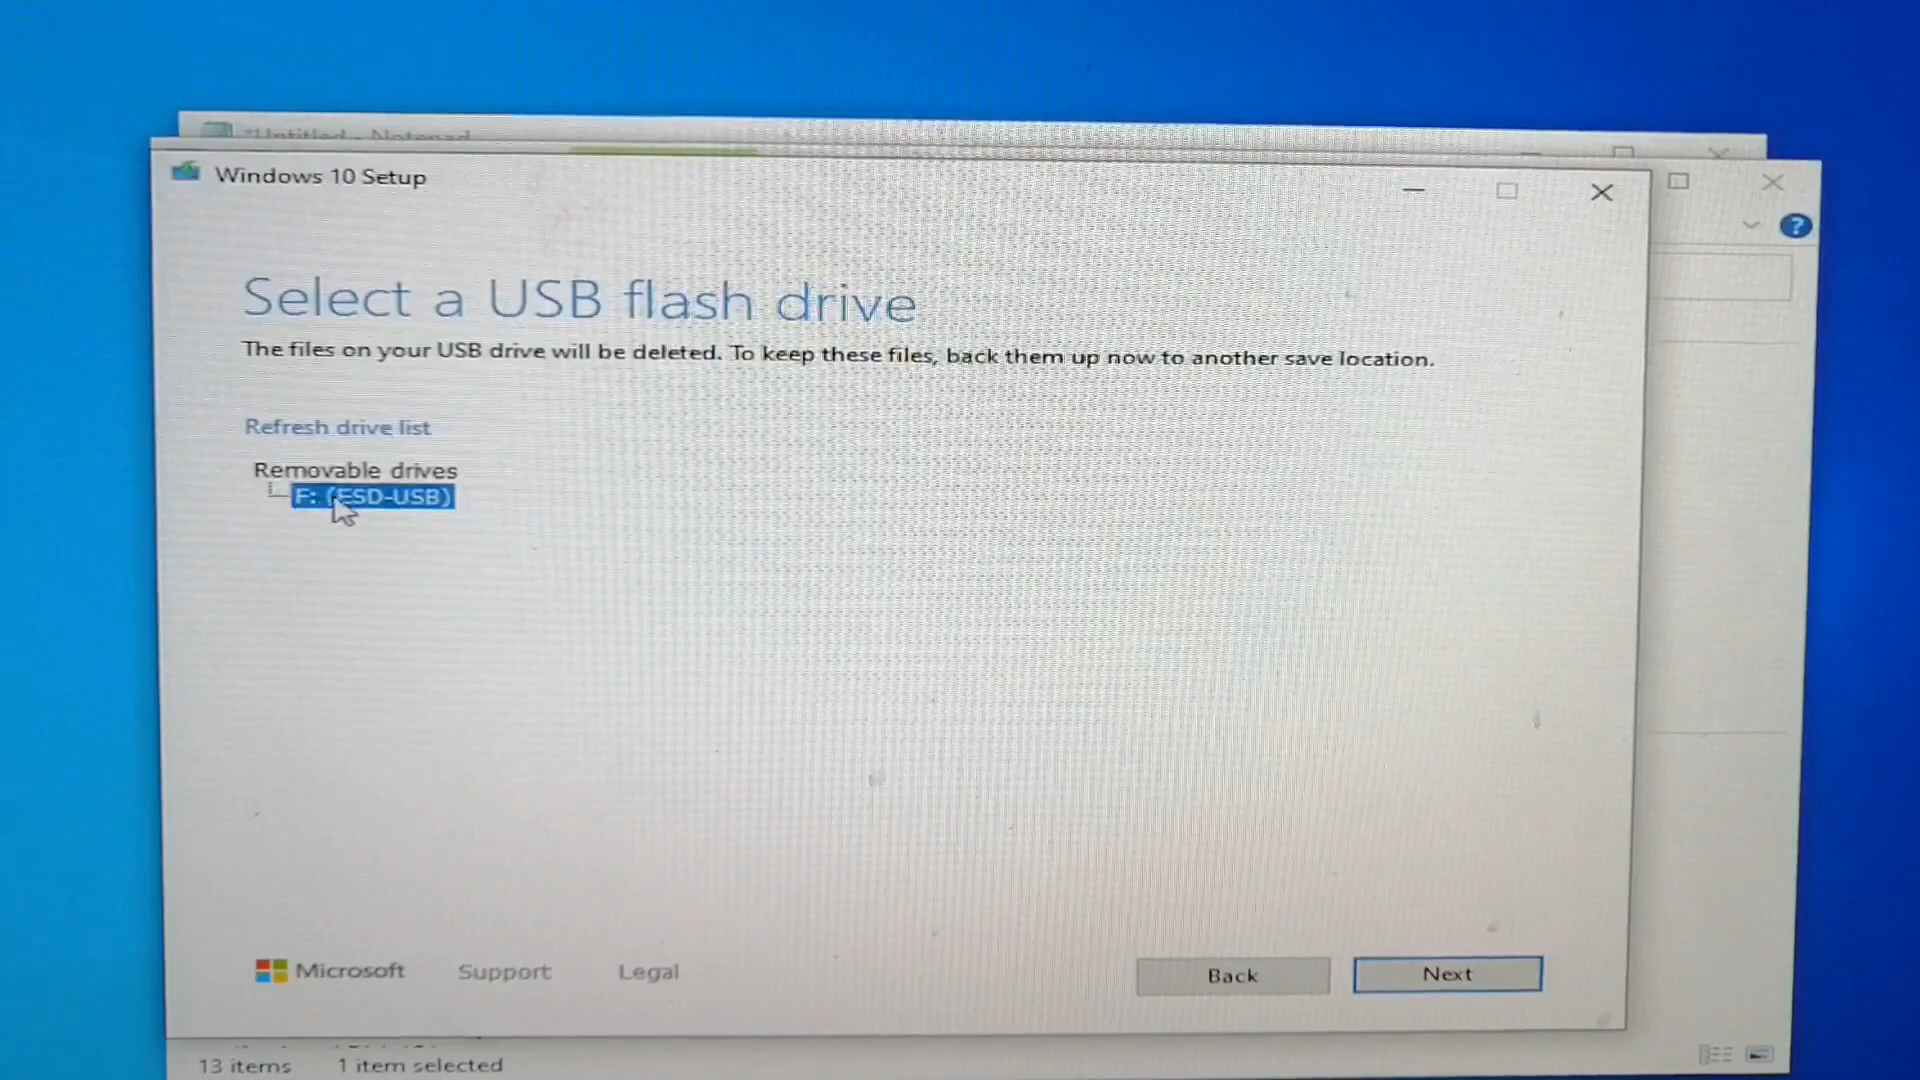 *Untitled - Notepad
Windows 10 Setup
?
Select a USB flash drive
The files on your USB drive will be deleted. To keep these files, back them up now to another save location.
Refresh drive list
Removable drives
F: (ESD-USB)
Microsoft
Support
Legal
Back
Next
13 items
1 item selected